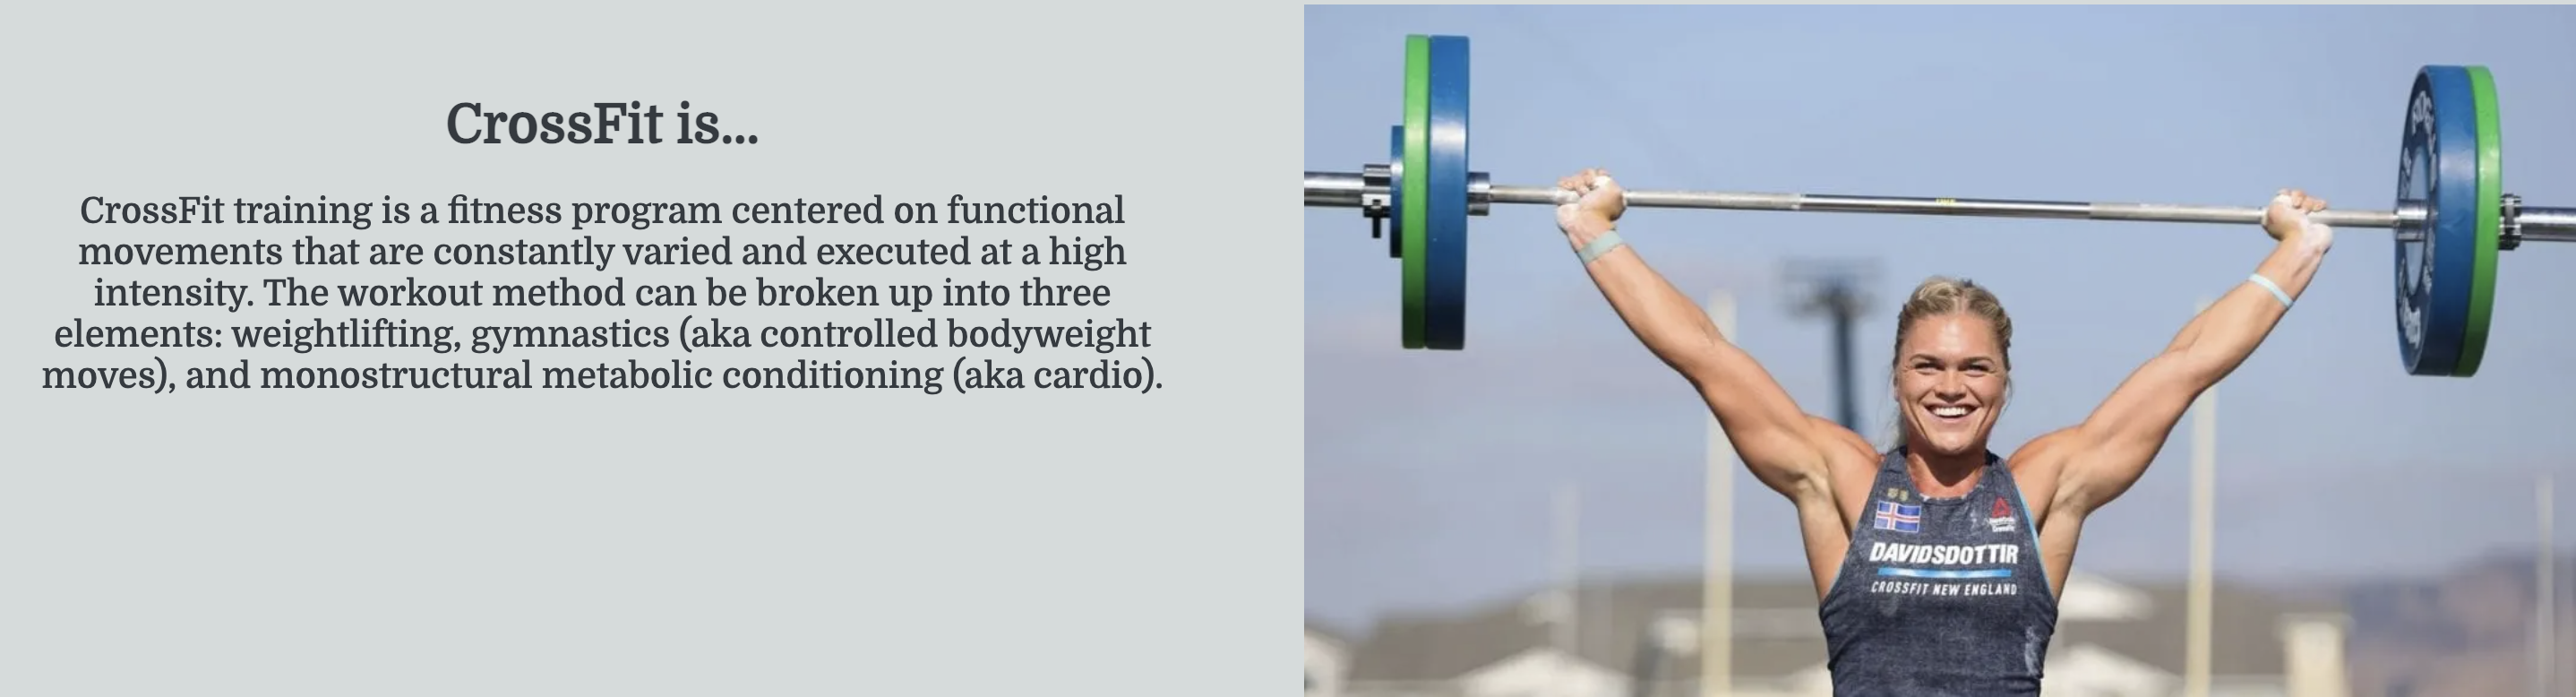 CrossFit is...
CrossFit training is a fitness program centered on functional
movements that are constantly varied and executed at a high
intensity. The workout method can be broken up into three
elements: weightlifting, gymnastics (aka controlled bodyweight
moves), and monostructural metabolic conditioning (aka cardio).
DAVIDSDOTTIR
CROSSFIT NEW ENGLAND